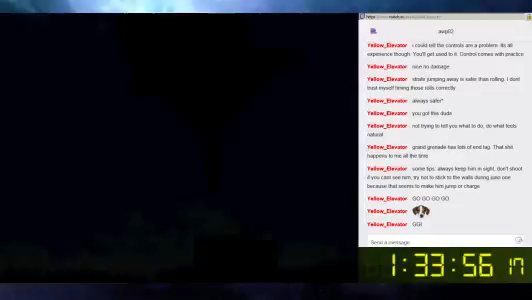 awp82
Yellow_Elevator i could tell the controls are a problem. its all
experience though. You'll get used to it. Control comes with practice
Yellow_Elevator nice no damage
Yellow_Elevator strafe jumping away is safer than rolling. I dont
trust myself timing those rolls correctly
Yellow_Elevator always safer*
Yellow_Elevator you got this dude
Yellow_Elevator not trying to tell you what to do, do what feels
natural
Yellow_Elevator grand grenade has lots of end lag. That shit
happens to me all the time
Yellow_Elevator some tips: always keep him in sight, don't shoot
if you cant see him, try not to stick to the walls during
because that seems to make him jump or charge
Yellow_Elevator GO GO GO GO
Yellow_Elevator
Yellow_Elevator GG!
Send a message
1:33:56 17